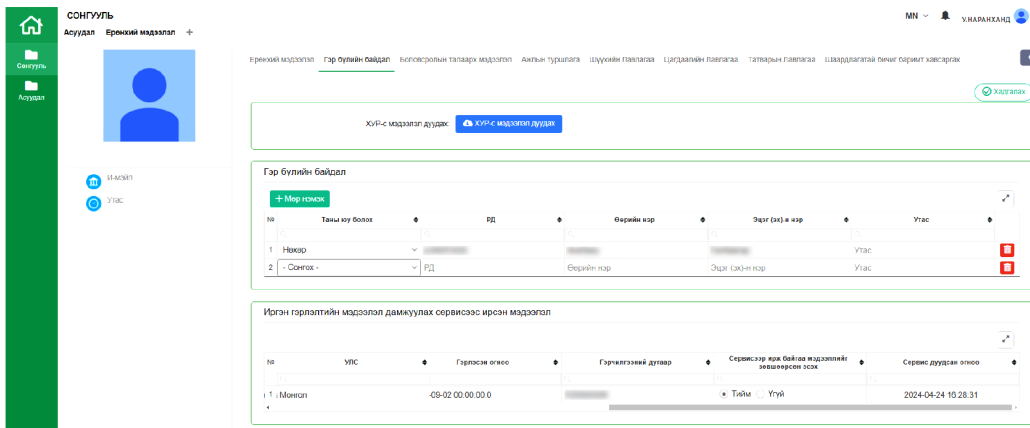 СОНГУУЛЬ
MN
У.НАРАНХАНД
Асуудал Ерөнхий мэдээлэл +
Сонгууль
Асуудал
Ерөнхий мэдээлэл Гэр бүлийн байдал Боловсролын талаарх мэдээлэл Ажлын туршлага Шүүхийн Лавлагаа Цагдаагийн Лавлагаа Татварын Лавлагаа Шаардлагатай бичиг баримт хавсаргах
Хадгалах
ХУР-с мэдээлэл дуудах: ХУР-с мэдээлэл дуудах
И-мэйл
Утас
Гэр бүлийн байдал
+ Мөр нэмэх
№ Таны юу болох РД Өөрийн нэр Эцэг (эх)-н нэр Утас
1 Нөхөр Утас
2 - Сонгох - РД Өөрийн нэр Эцэг (эх)-н нэр Утас
Иргэн гэрлэлтийн мэдээлэл дамжуулах сервисээс ирсэн мэдээлэл
№ УЛС Гэрлэсэн огноо Гэрчилгээний дугаар Сервисээр ирж байгаа мэдээллийг зөвшөөрсөн эсэх Сервис дуудсан огноо
1 Монгол -09-02 00:00:00.0 Тийм Үгүй 2024-04-24 16:28:31